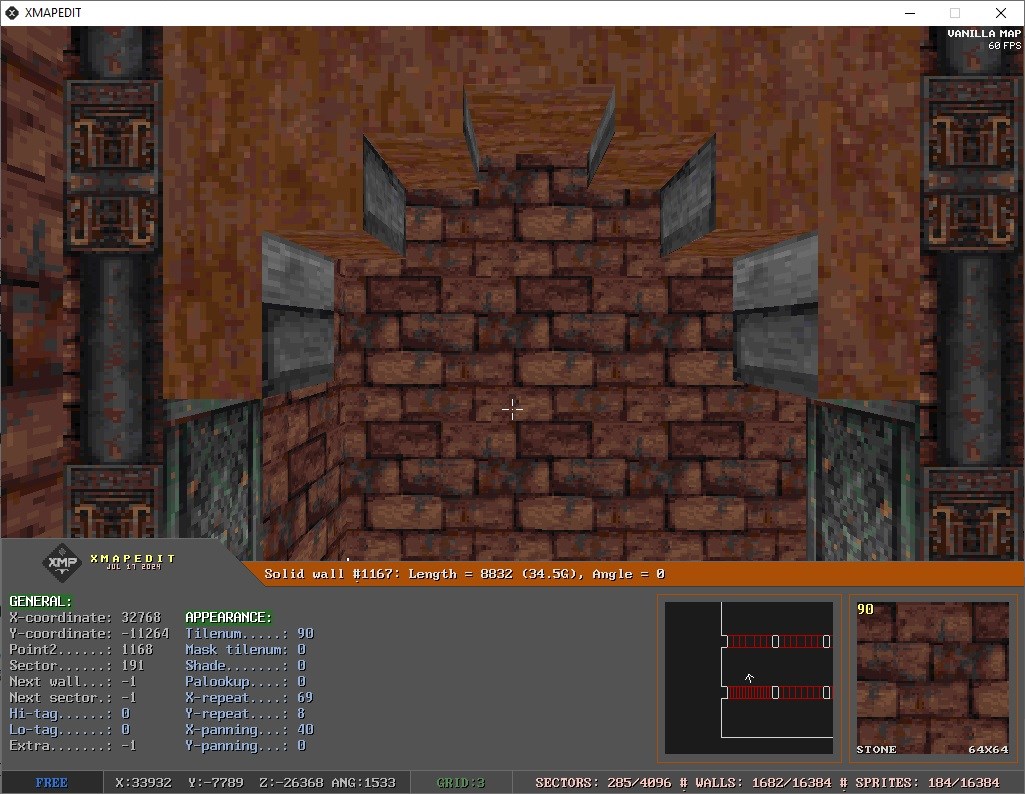 XMAPEDIT
VANILLA MAP
60 FPS
XMP
XMAPEDIT
JUL 17 2024
Solid wall #1167: Length = 8832 (34.5G), Angle = 0
GENERAL:
X-coordinate: 32768
Y-coordinate: -11264
Point2......: 1168
Sector......: 191
Next wall...: -1
Next sector.: -1
Hi-tag......: 0
Lo-tag......: 0
Extra.......: -1
APPEARANCE:
Tilenum.....: 90
Mask tilenum: 0
Shade.......: 0
Palookup....: 0
X-repeat....: 69
Y-repeat....: 8
X-panning...: 40
Y-panning...: 0
90
STONE 64X64
FREE X:33932 Y:-7789 Z:-26368 ANG:1533 GRID:3 SECTORS: 285/4096 # WALLS: 1682/16384 # SPRITES: 184/16384